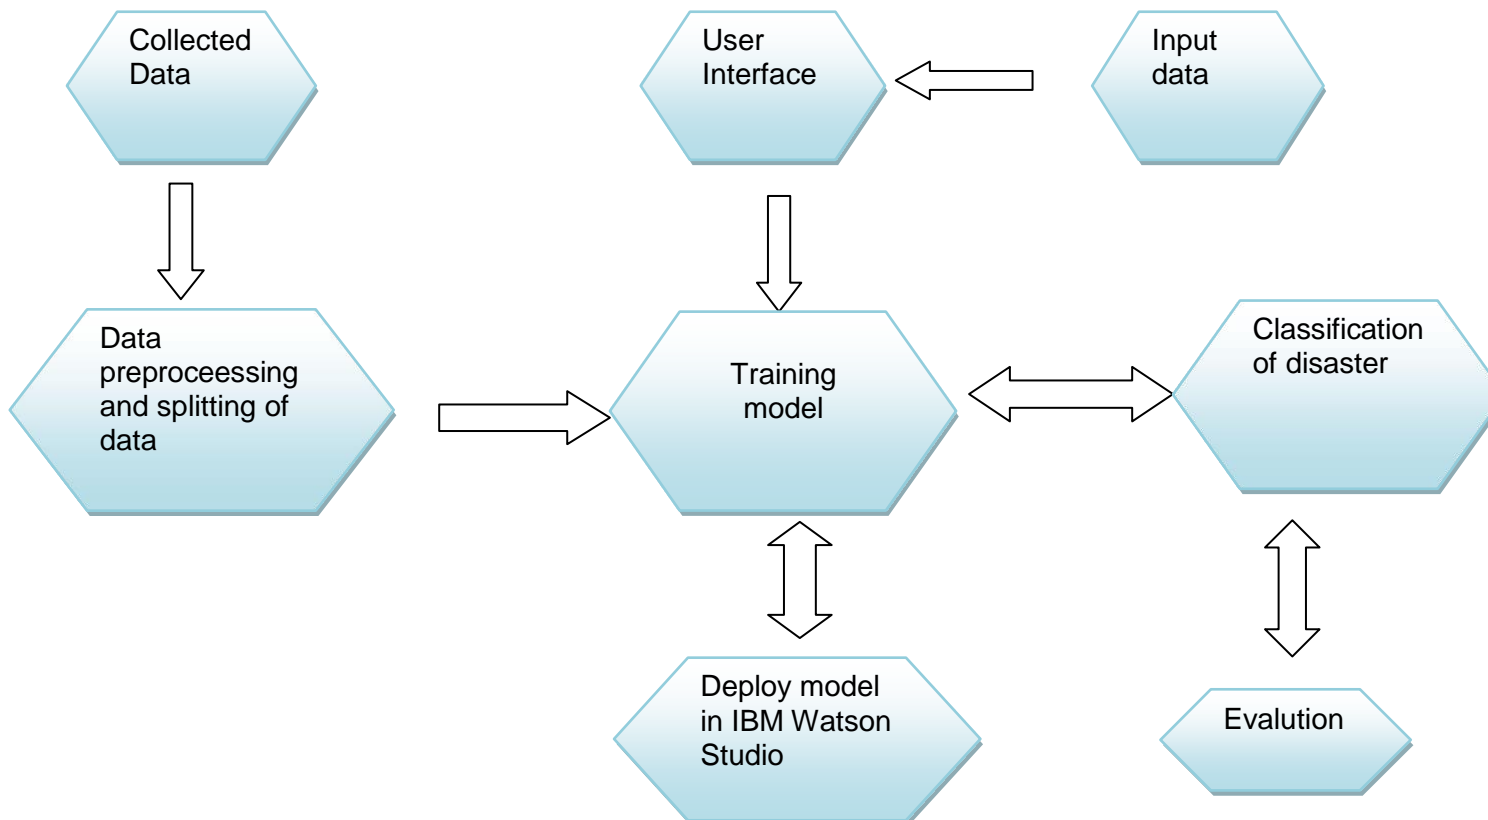 Collected
Data
User
Interface
Input
data
Data
preproceessing
and splitting of
data
Training
model
Classification
of disaster
Deploy model
in IBM Watson
Studio
Evalution